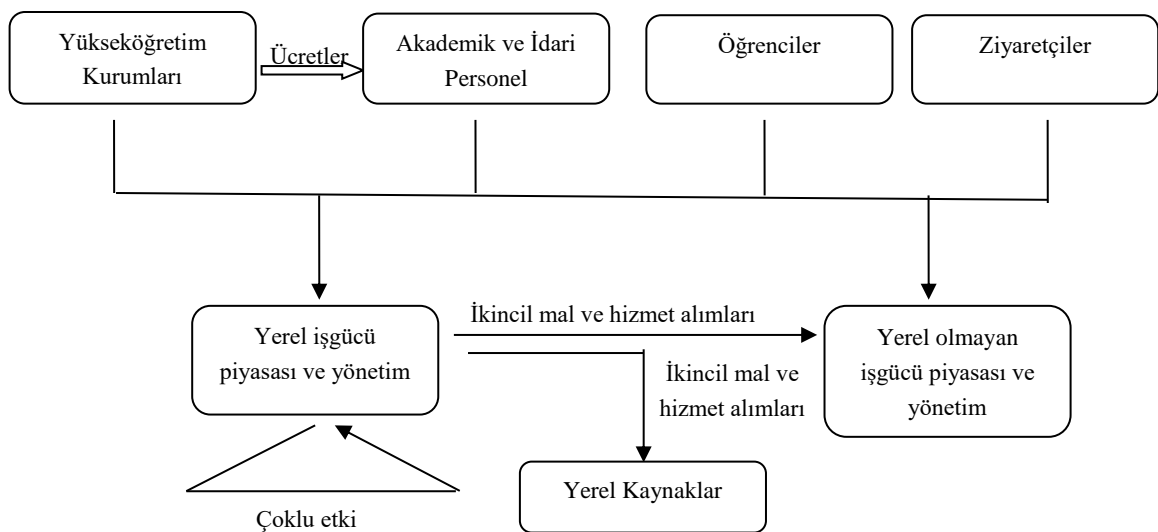 Yükseköğretim
Kurumları
Ücretler
Akademik ve İdari
Personel
Öğrenciler
Ziyaretçiler
Yerel işgücü
piyasası ve yönetim
İkincil mal ve hizmet alımları
İkincil mal ve
hizmet alımları
Yerel olmayan
işgücü piyasası ve
yönetim
Yerel Kaynaklar
Çoklu etki